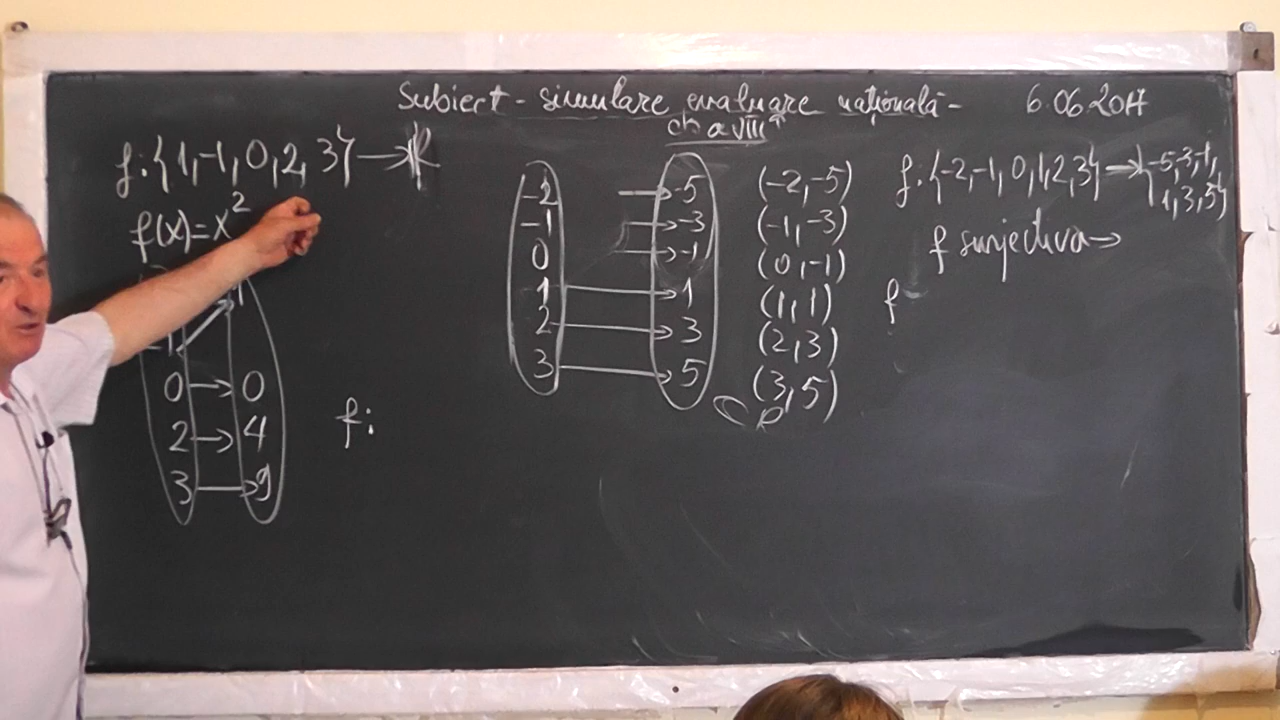 Subiect - simulare evaluare națională - 6.06.2017
cls a VIII a
f:{1,-1,0,2,3}→R
f(x)=x²
1
-1
0 → 0
2 → 4
3 → 9
f:
-2 → -5
-1 → -3
0 → -1
1 → 1
2 → 3
3 → 5
(-2,-5)
(-1,-3)
(0,-1)
(1,1)
(2,3)
(3,5)
f:{-2,-1,0,1,2,3}→{-5,-3,-1,
1,3,5}
f surjectiva→
f